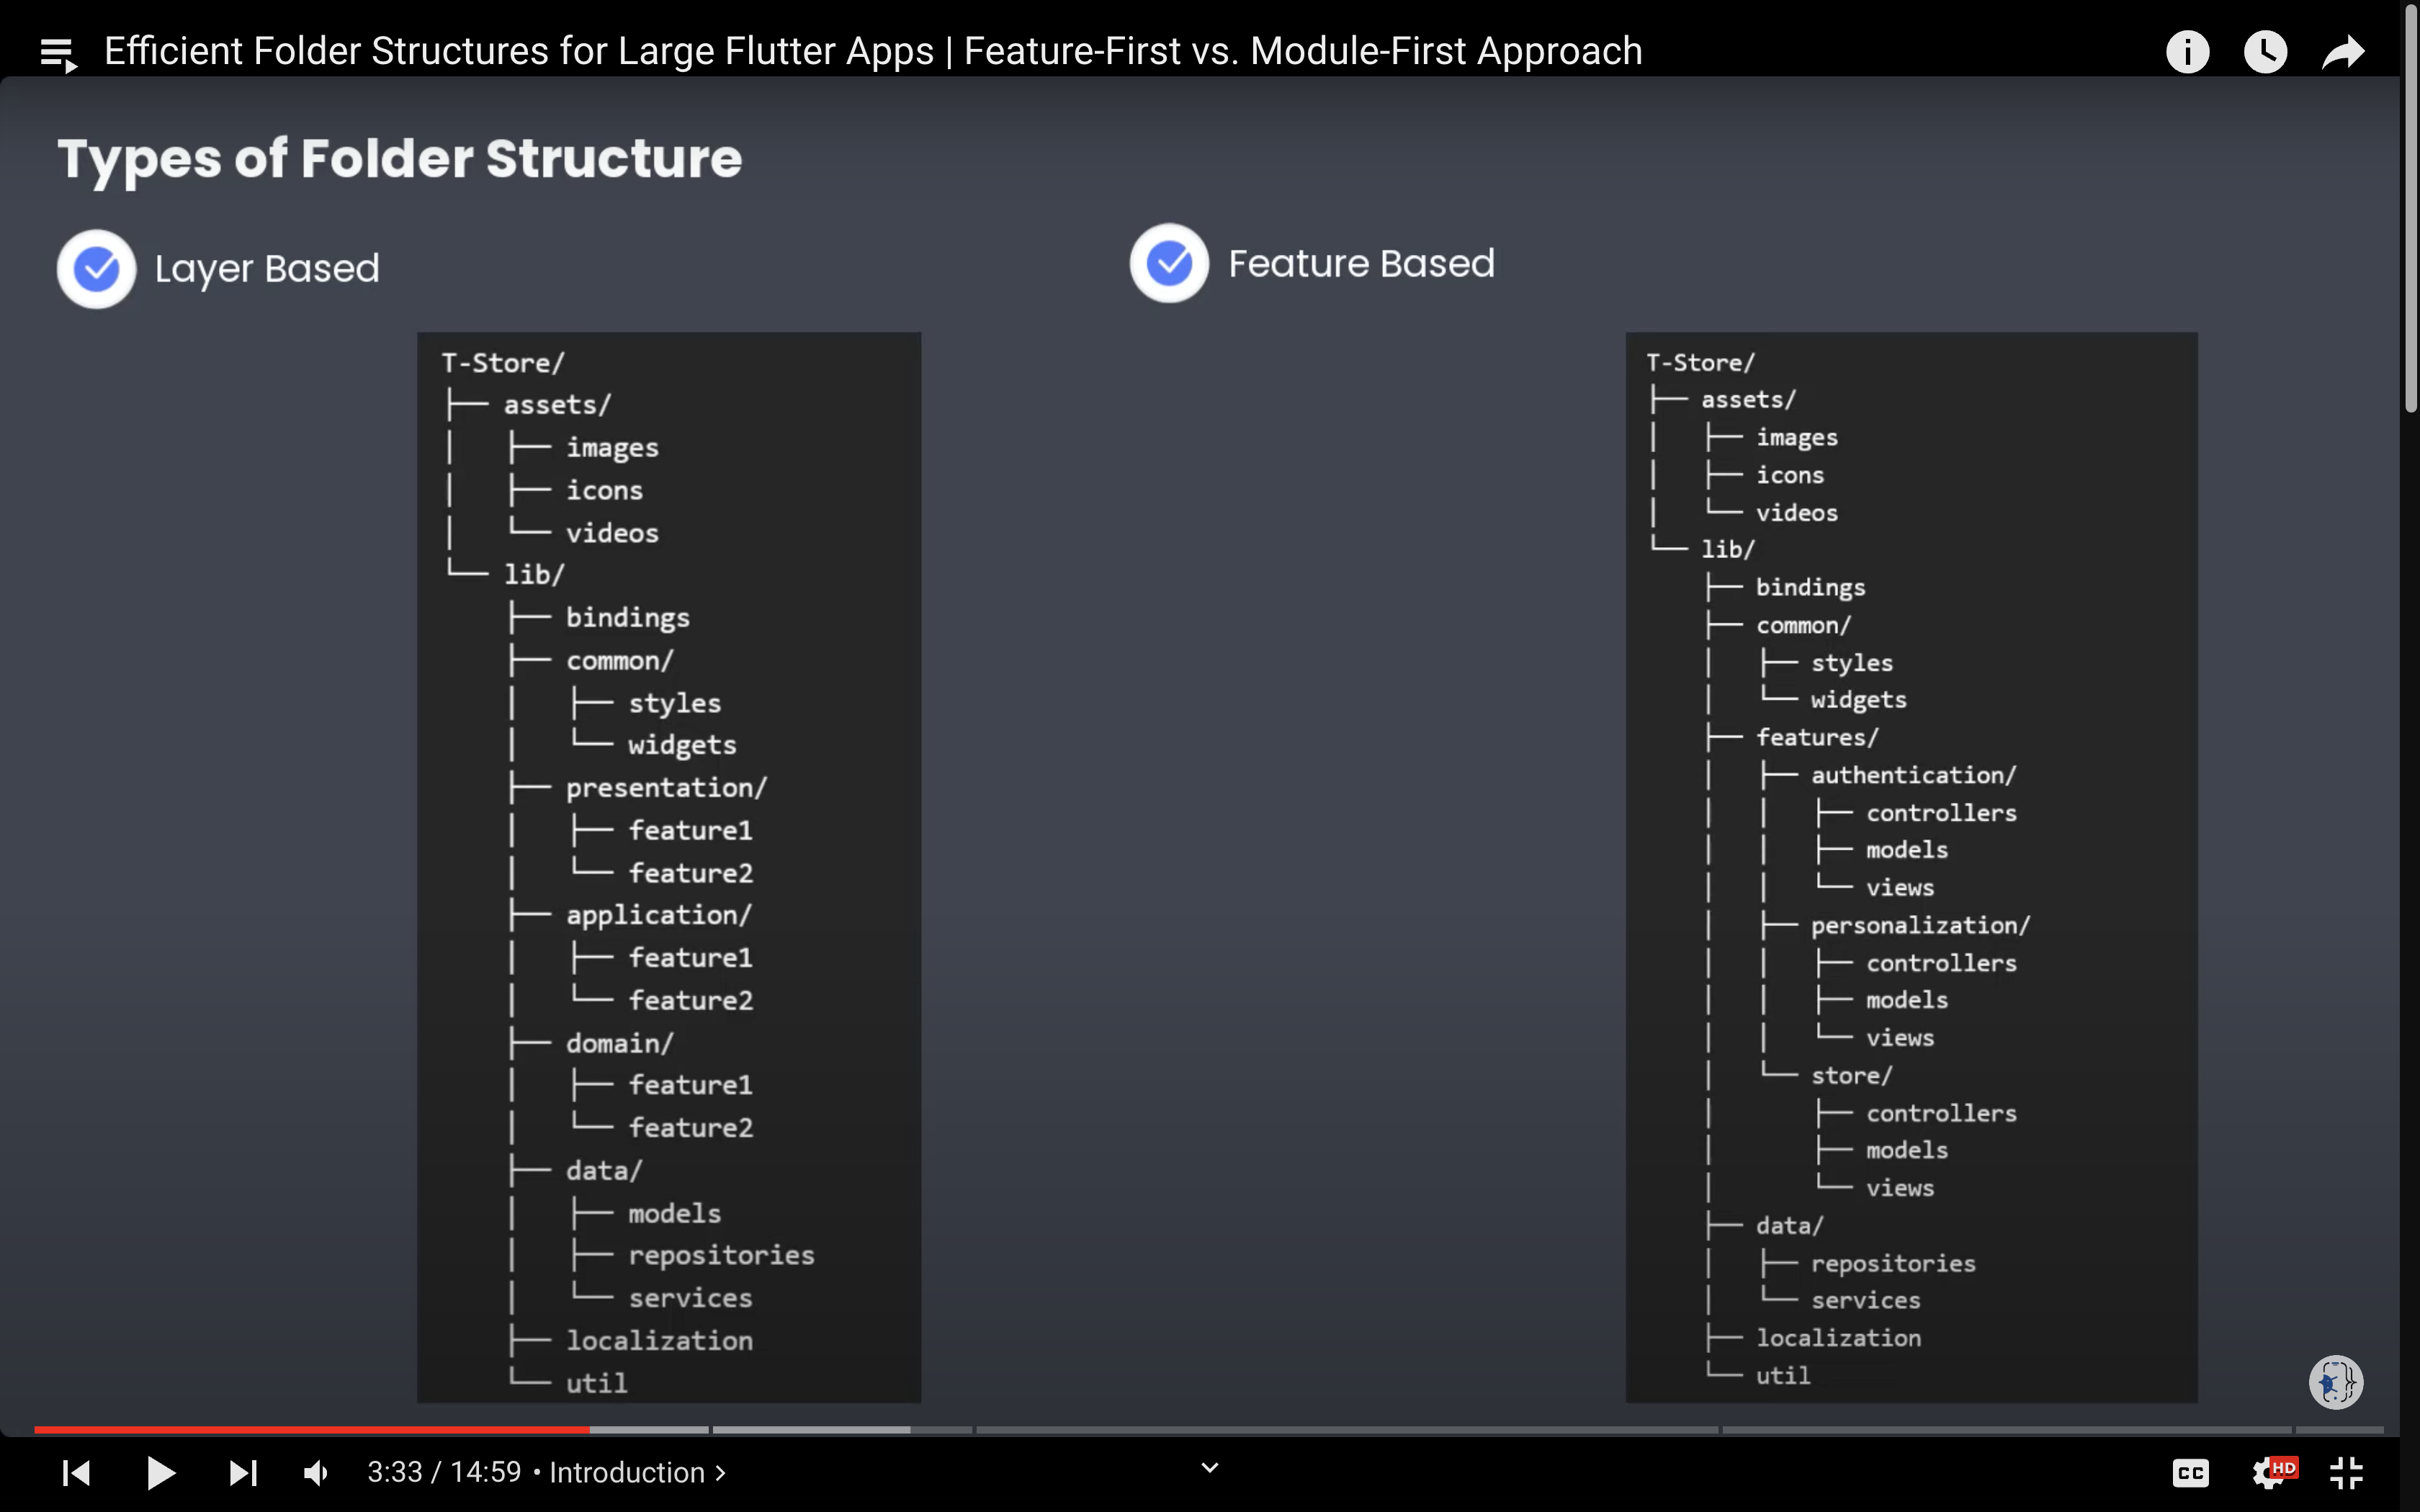 Efficient Folder Structures for Large Flutter Apps | Feature-First vs. Module-First Approach
Types of Folder Structure
Layer Based
T-Store/
├── assets/
│   ├── images
│   ├── icons
│   └── videos
└── lib/
    ├── bindings
    ├── common/
    │   ├── styles
    │   └── widgets
    ├── presentation/
    │   ├── feature1
    │   └── feature2
    ├── application/
    │   ├── feature1
    │   └── feature2
    ├── domain/
    │   ├── feature1
    │   └── feature2
    ├── data/
    │   ├── models
    │   ├── repositories
    │   └── services
    ├── localization
    └── util
Feature Based
T-Store/
├── assets/
│   ├── images
│   ├── icons
│   └── videos
└── lib/
    ├── bindings
    ├── common/
    │   ├── styles
    │   └── widgets
    ├── features/
    │   ├── authentication/
    │   │   ├── controllers
    │   │   ├── models
    │   │   └── views
    │   ├── personalization/
    │   │   ├── controllers
    │   │   ├── models
    │   │   └── views
    │   └── store/
    │       ├── controllers
    │       ├── models
    │       └── views
    ├── data/
    │   ├── repositories
    │   └── services
    ├── localization
    └── util
3:33 / 14:59 • Introduction >
CC
HD